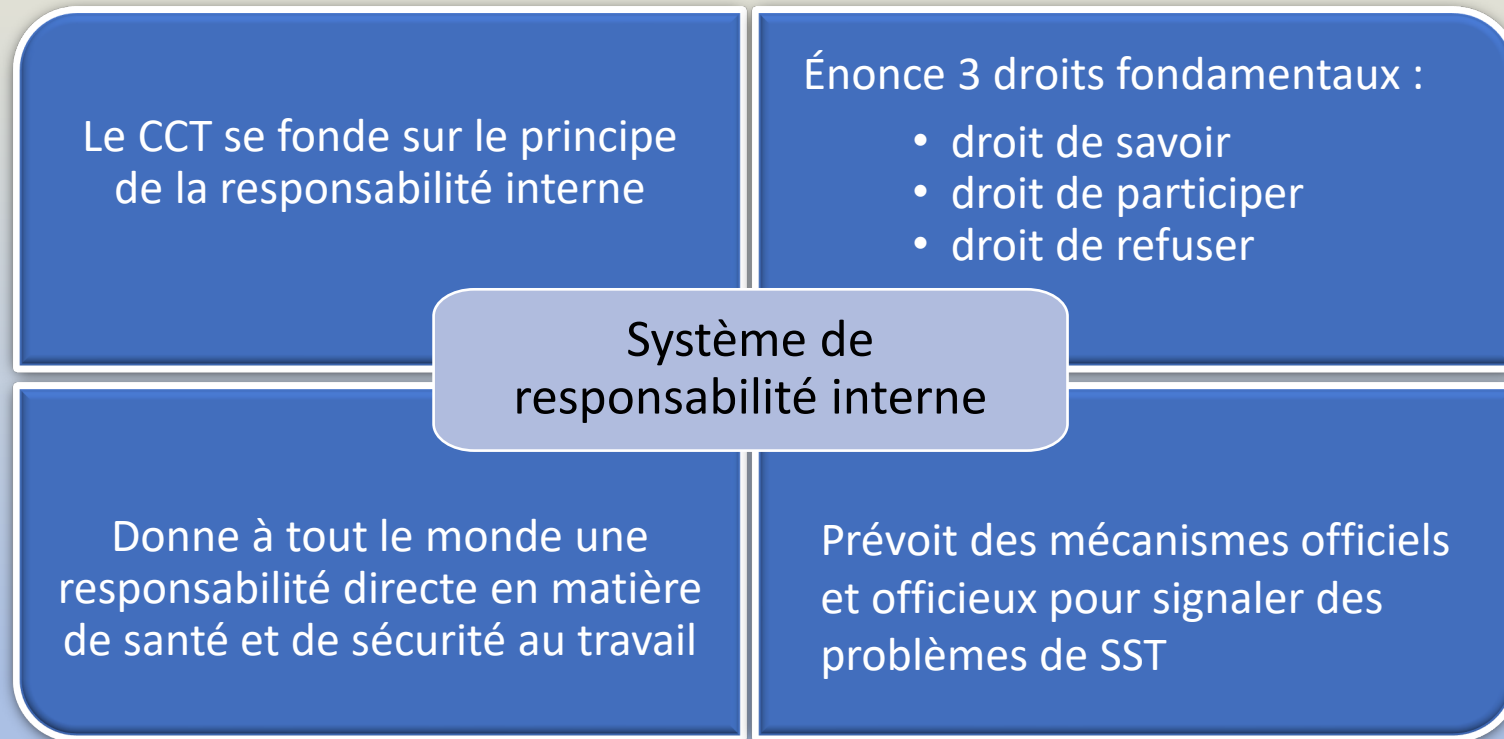 Le CCT se fonde sur le principe
de la responsabilité interne
Énonce 3 droits fondamentaux :
• droit de savoir
• droit de participer
• droit de refuser
Système de
responsabilité interne
Donne à tout le monde une
responsabilité directe en matière
de santé et de sécurité au travail
Prévoit des mécanismes officiels
et officieux pour signaler des
problèmes de SST